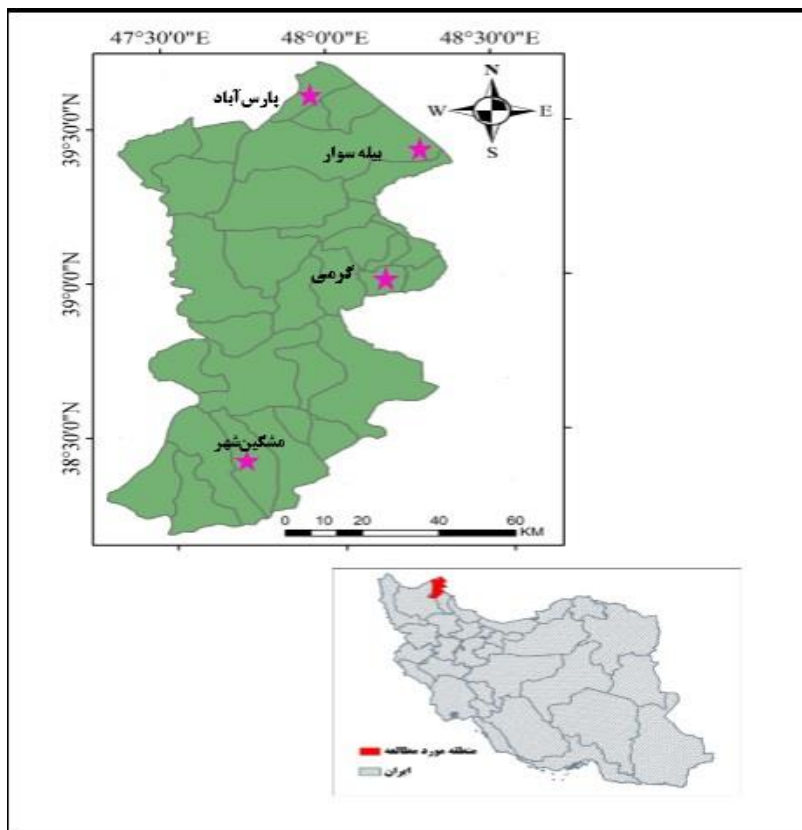 47°30'0"E 48°0'0"E 48°30'0"E
N
W E
S
پارس‌آباد
39°30'0"N
بیله سوار
گرمی
39°0'0"N
38°30'0"N
مشگین‌شهر
0 10 20 40 60
KM
منطقه مورد مطالعه
ایران